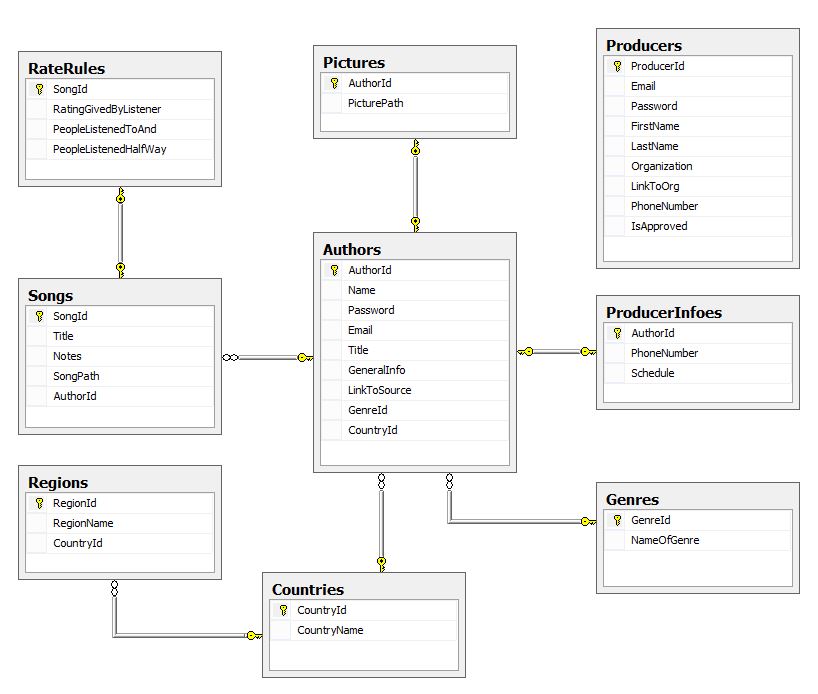 RateRules
SongId
RatingGivedByListener
PeopleListenedToAnd
PeopleListenedHalfWay
Pictures
AuthorId
PicturePath
Producers
ProducerId
Email
Password
FirstName
LastName
Organization
LinkToOrg
PhoneNumber
IsApproved
Songs
SongId
Title
Notes
SongPath
AuthorId
Authors
AuthorId
Name
Password
Email
Title
GeneralInfo
LinkToSource
GenreId
CountryId
ProducerInfoes
AuthorId
PhoneNumber
Schedule
Regions
RegionId
RegionName
CountryId
Countries
CountryId
CountryName
Genres
GenreId
NameOfGenre